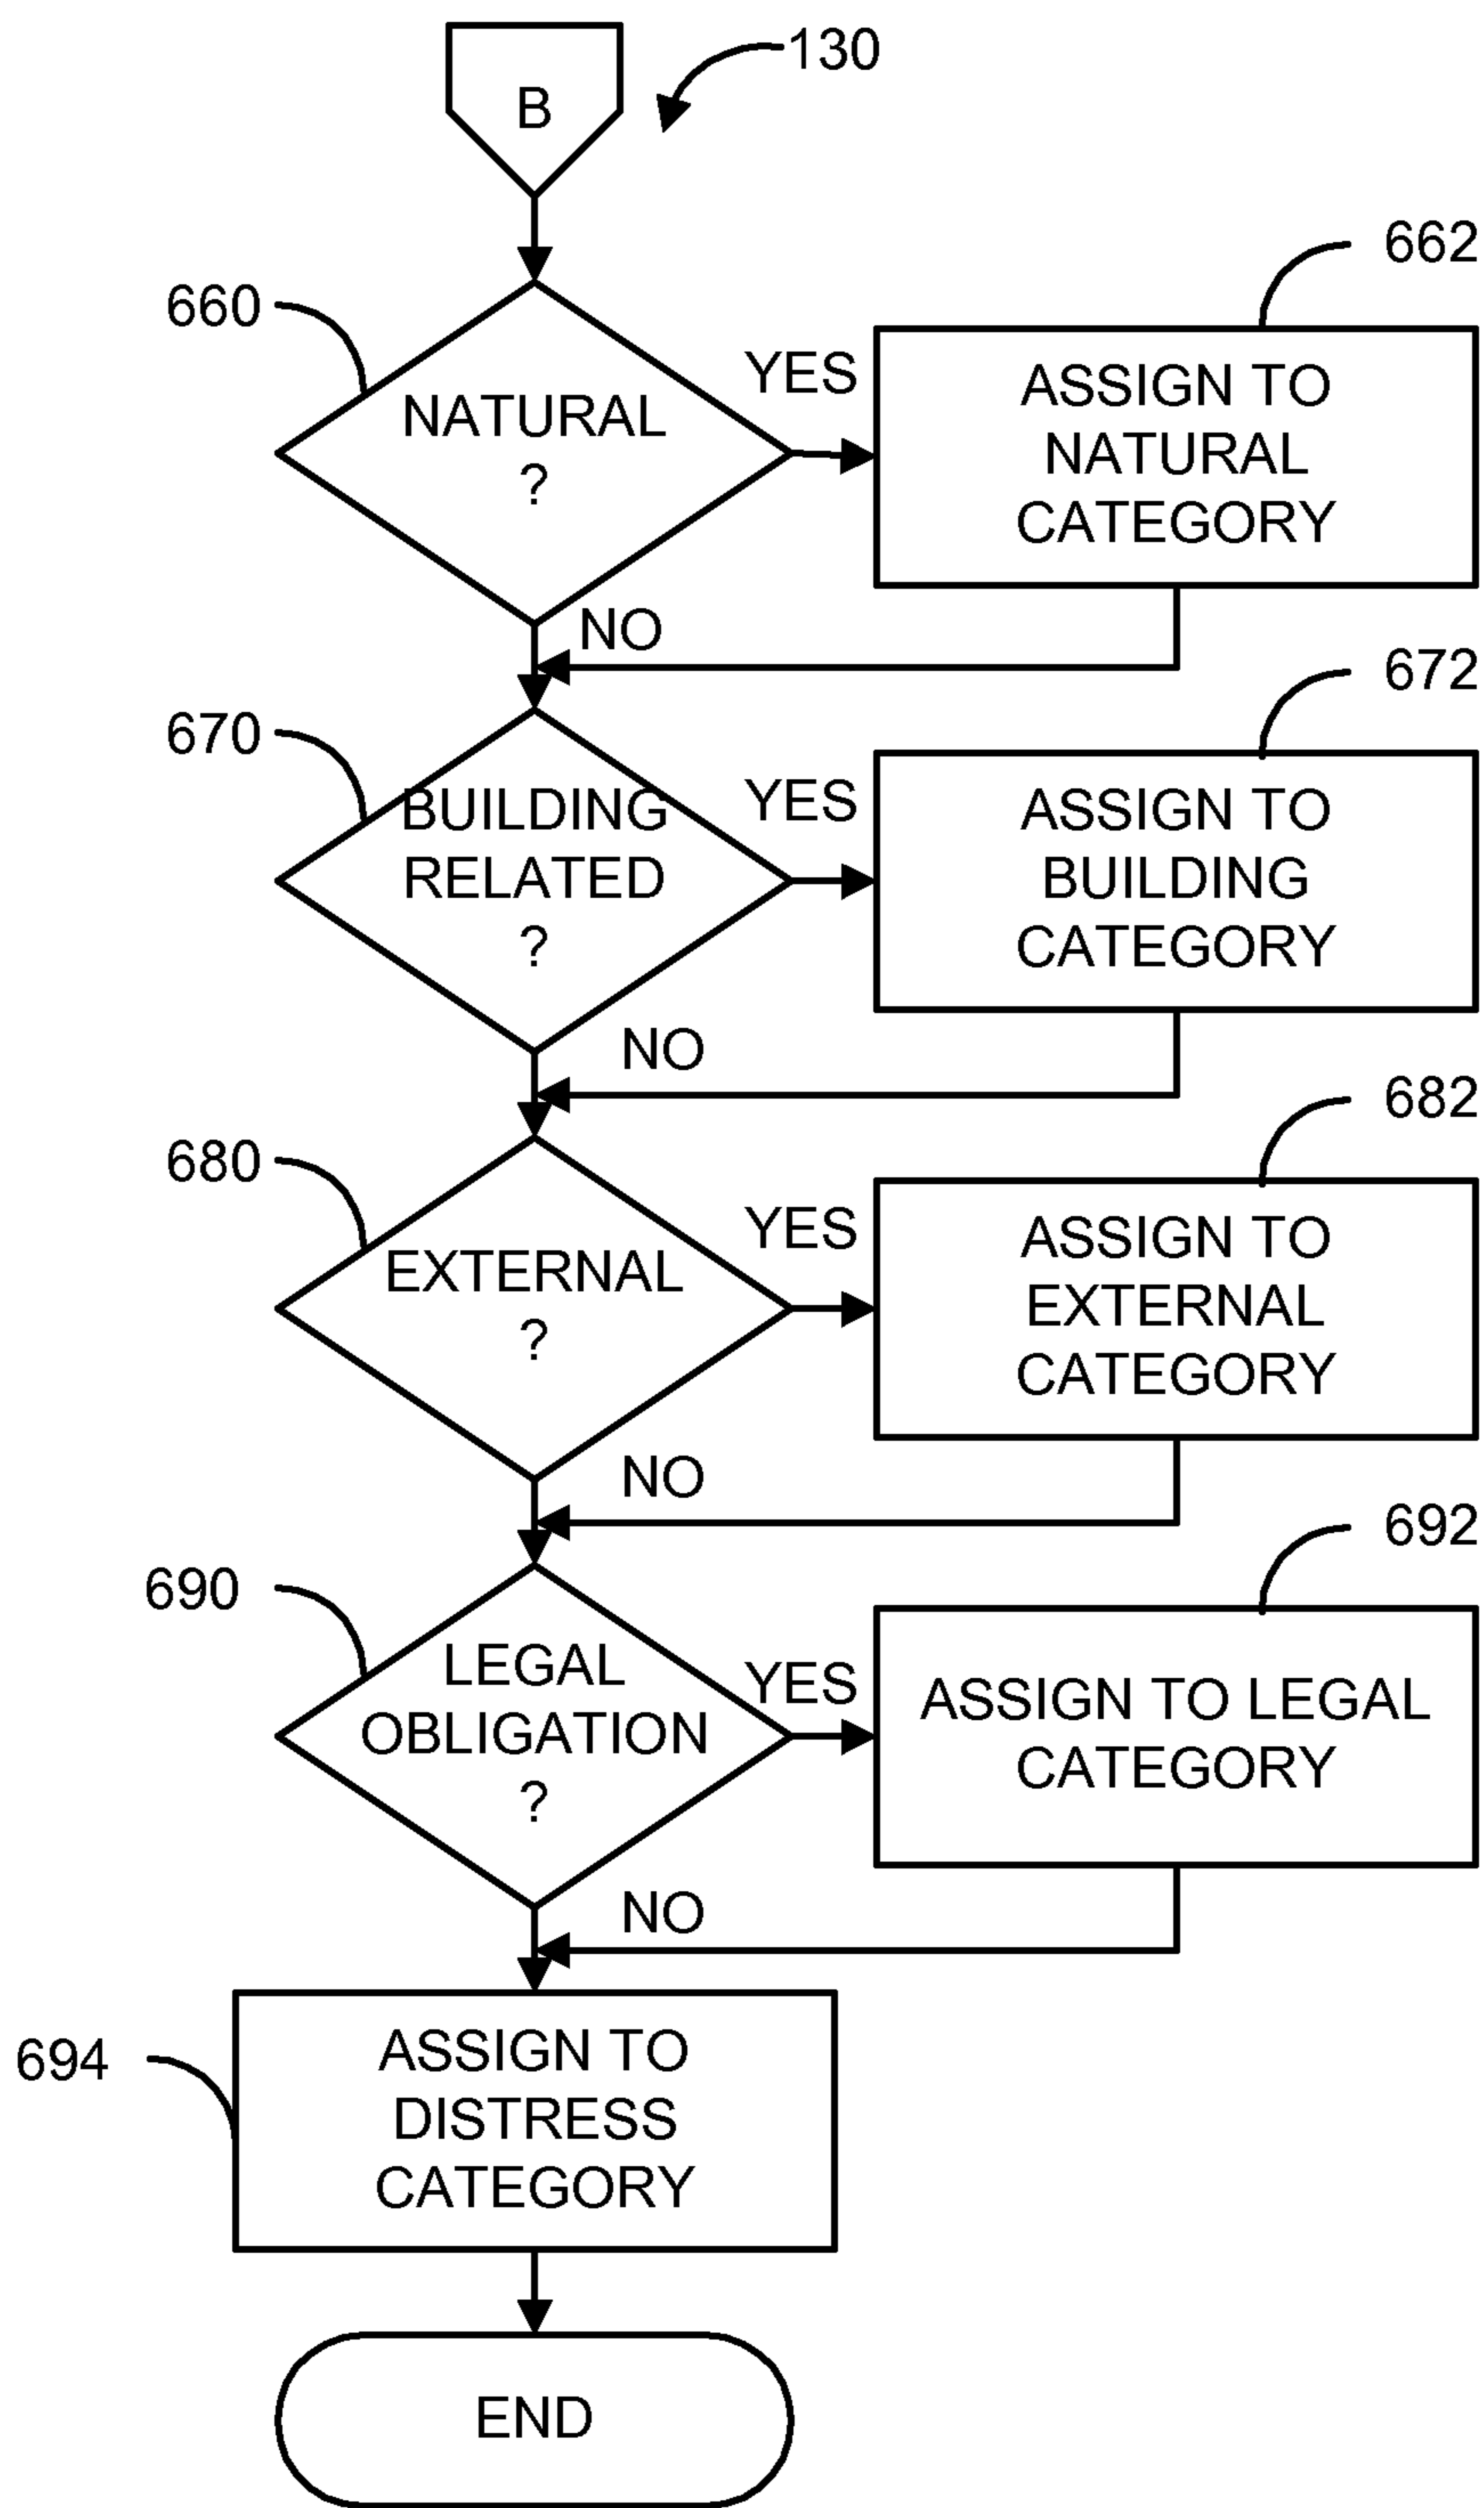 B
130
660
NATURAL
?
YES
662
ASSIGN TO
NATURAL
CATEGORY
NO
670
BUILDING
RELATED
?
YES
672
ASSIGN TO
BUILDING
CATEGORY
NO
680
EXTERNAL
?
YES
682
ASSIGN TO
EXTERNAL
CATEGORY
NO
690
LEGAL
OBLIGATION
?
YES
692
ASSIGN TO LEGAL
CATEGORY
NO
694
ASSIGN TO
DISTRESS
CATEGORY
END